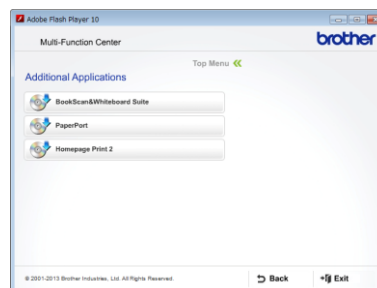 Adobe Flash Player 10
Multi-Function Center
brother
Top Menu
Additional Applications
BookScan&Whiteboard Suite
PaperPort
Homepage Print 2
© 2001-2013 Brother Industries, Ltd. All Rights Reserved.
Back
Exit